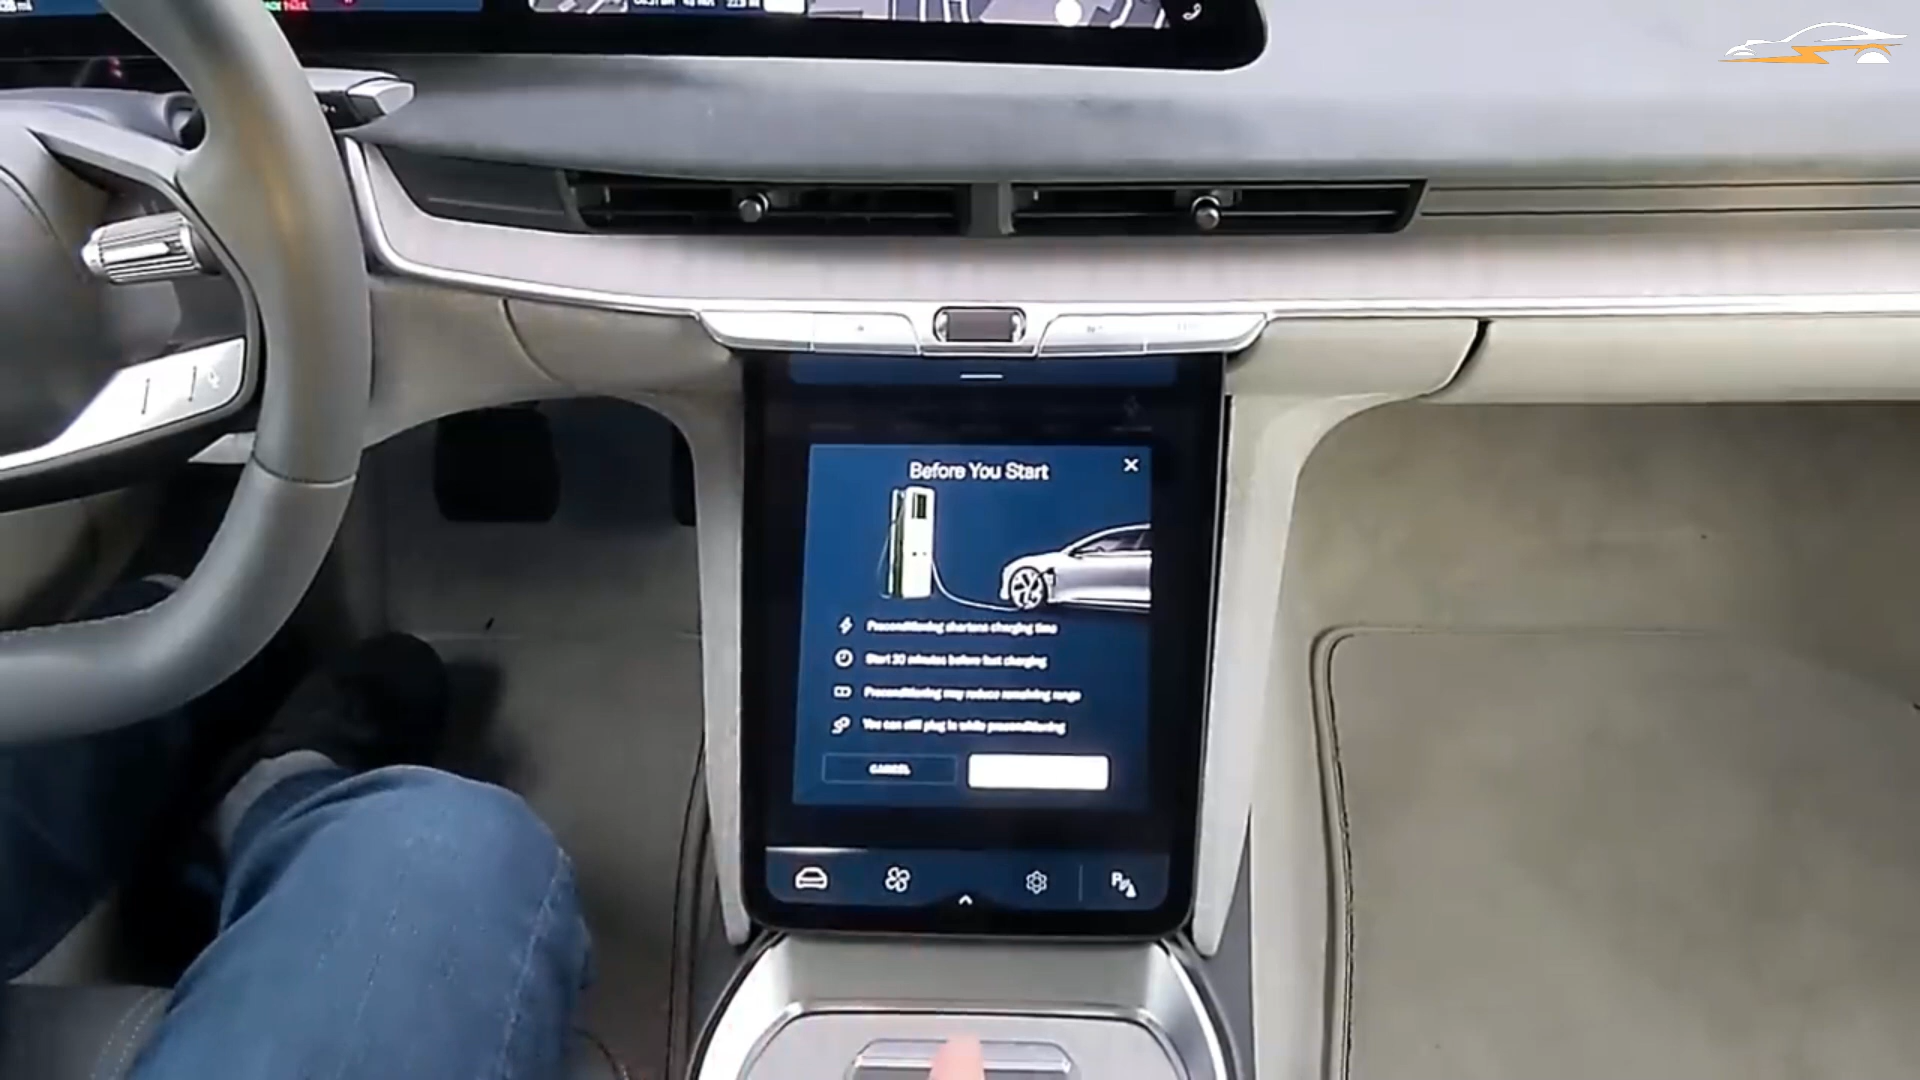 Before You Start
Preconditioning shortens charging time
Start 30 minutes before fast charging
Preconditioning may reduce remaining range
You can still plug in while preconditioning
CANCEL
P